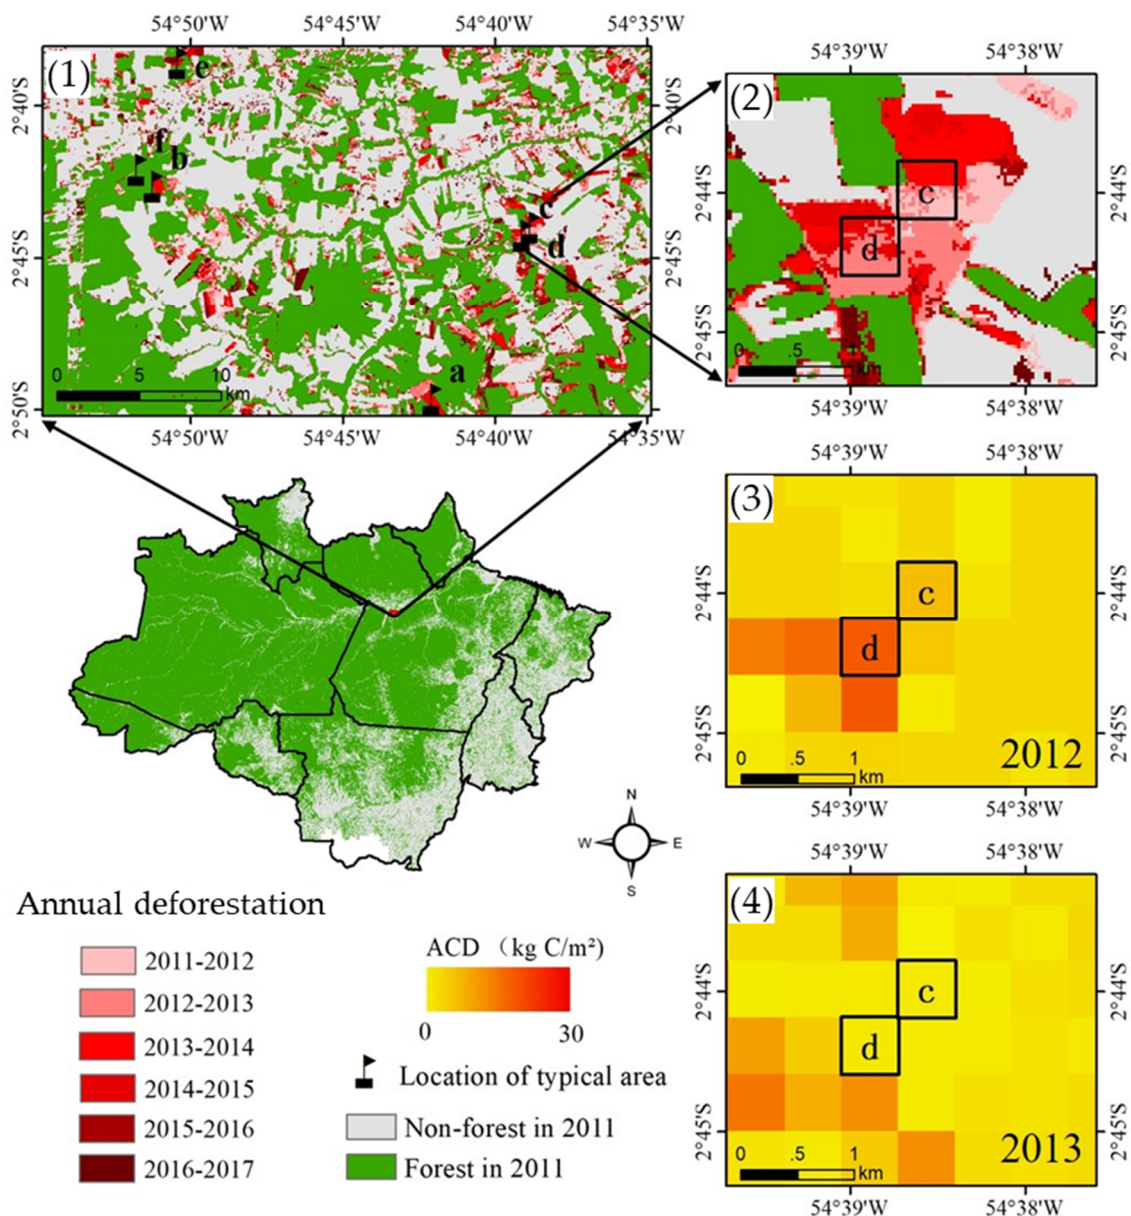 54°50'W 54°45'W 54°40'W 54°35'W
(1)
2°40'S
2°45'S
2°50'S
e
f
b
c
d
a
0 5 10
km
2°40'S
2°45'S
2°50'S
54°50'W 54°45'W 54°40'W 54°35'W
54°39'W 54°38'W
(2)
2°44'S
2°45'S
c
d
0 .5 1
km
2°44'S
2°45'S
54°39'W 54°38'W
54°39'W 54°38'W
(3)
2°44'S
2°45'S
c
d
2012
0 .5 1
km
2°44'S
2°45'S
54°39'W 54°38'W
N
W E
S
54°39'W 54°38'W
(4)
2°44'S
2°45'S
c
d
2013
0 .5 1
km
2°44'S
2°45'S
54°39'W 54°38'W
Annual deforestation
2011-2012
2012-2013
2013-2014
2014-2015
2015-2016
2016-2017
ACD （kg C/m²)
0 30
Location of typical area
Non-forest in 2011
Forest in 2011